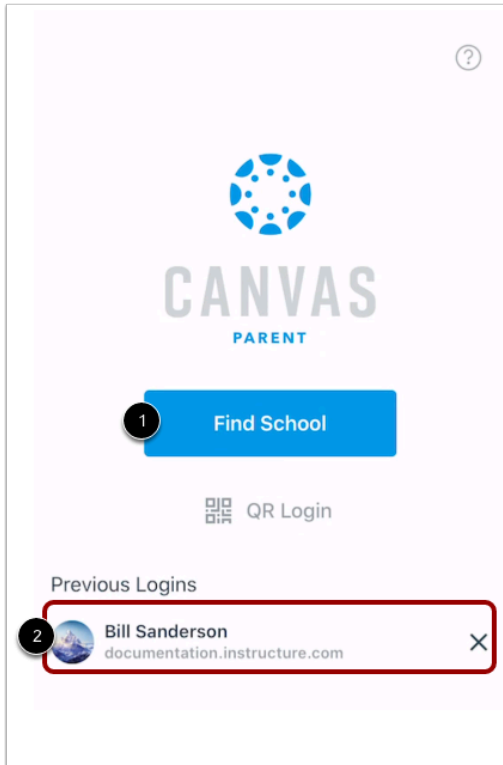 ?
CANVAS
PARENT
1
Find School
QR Login
Previous Logins
2
Bill Sanderson
documentation.instructure.com